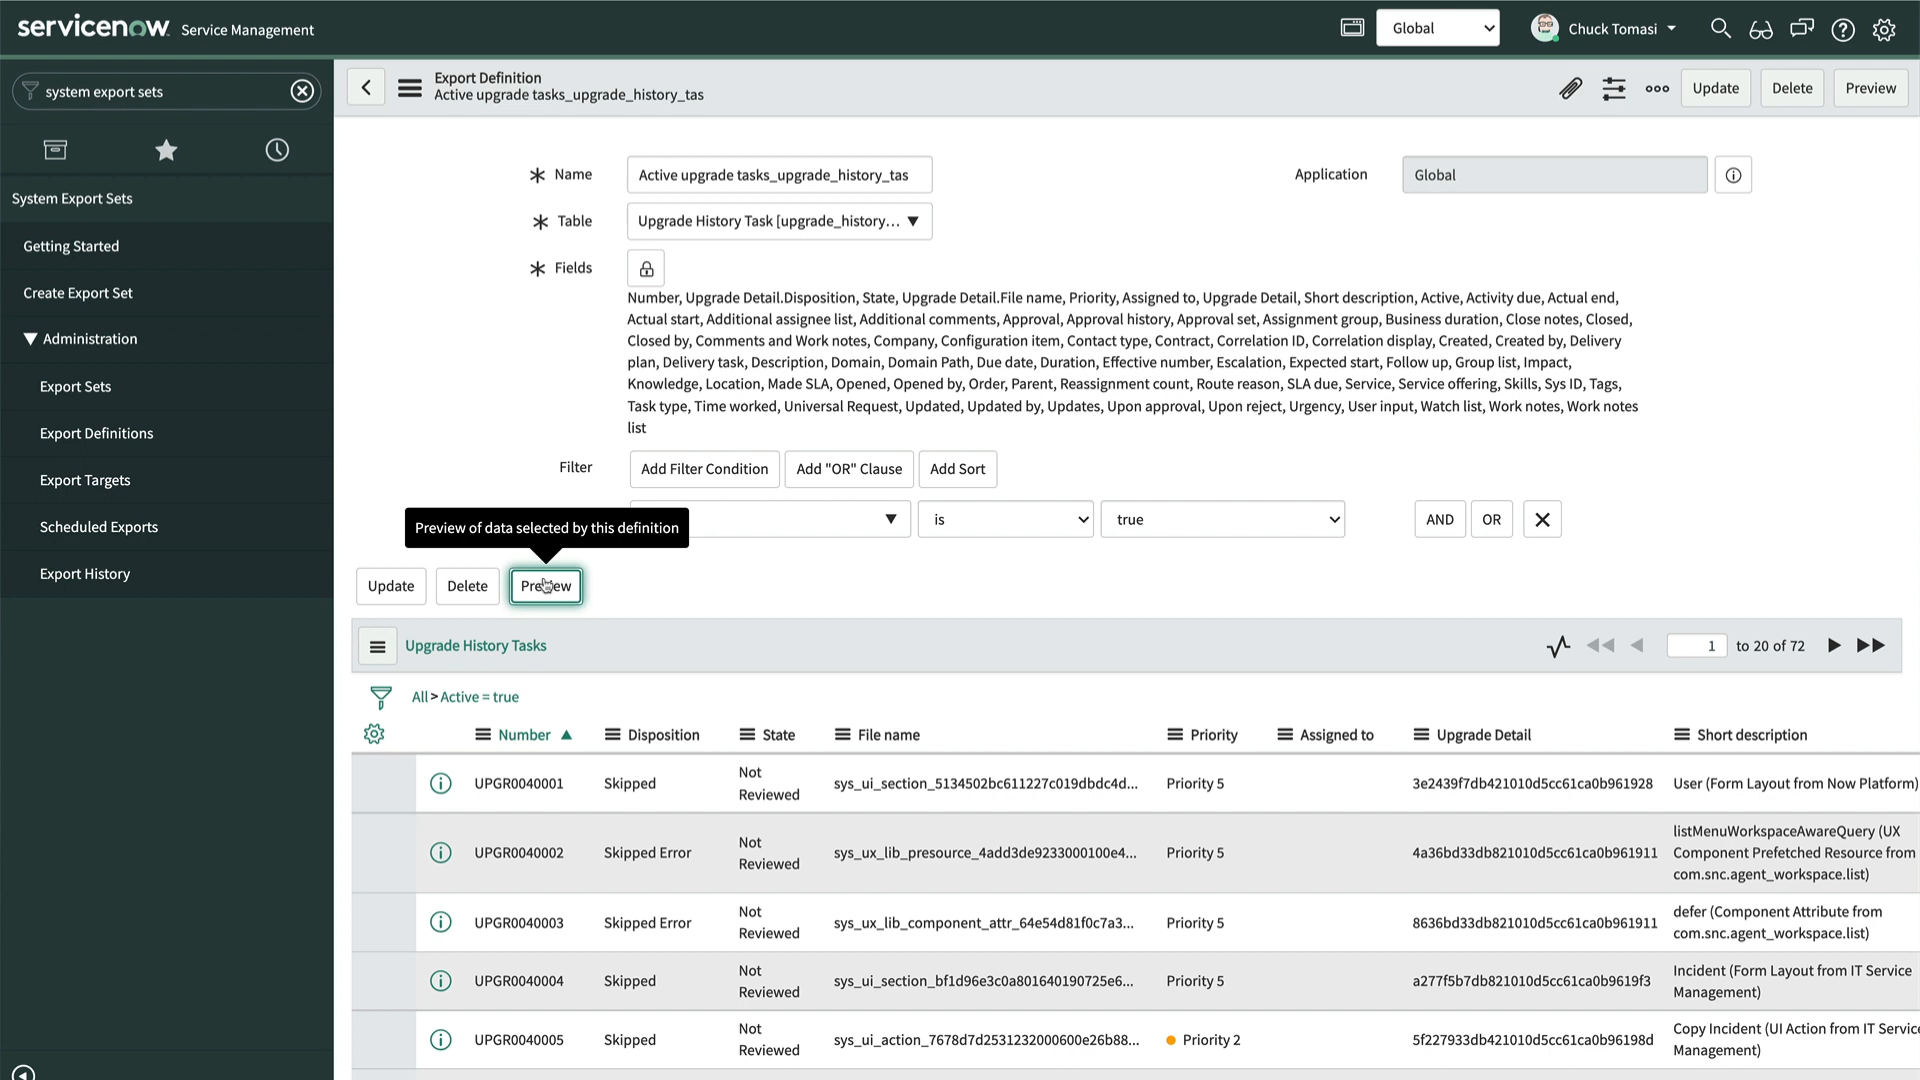 servicenow. Service Management
Global
Chuck Tomasi
system export sets
System Export Sets
Getting Started
Create Export Set
Administration
Export Sets
Export Definitions
Export Targets
Scheduled Exports
Export History
Export Definition
Active upgrade tasks_upgrade_history_tas
Update
Delete
Preview
Name
Active upgrade tasks_upgrade_history_tas
Application
Global
Table
Upgrade History Task [upgrade_history...
Fields
Number, Upgrade Detail.Disposition, State, Upgrade Detail.File name, Priority, Assigned to, Upgrade Detail, Short description, Active, Activity due, Actual end,
Actual start, Additional assignee list, Additional comments, Approval, Approval history, Approval set, Assignment group, Business duration, Close notes, Closed,
Closed by, Comments and Work notes, Company, Configuration item, Contact type, Contract, Correlation ID, Correlation display, Created, Created by, Delivery
plan, Delivery task, Description, Domain, Domain Path, Due date, Duration, Effective number, Escalation, Expected start, Follow up, Group list, Impact,
Knowledge, Location, Made SLA, Opened, Opened by, Order, Parent, Reassignment count, Route reason, SLA due, Service, Service offering, Skills, Sys ID, Tags,
Task type, Time worked, Universal Request, Updated, Updated by, Updates, Upon approval, Upon reject, Urgency, User input, Watch list, Work notes, Work notes
list
Filter
Add Filter Condition
Add "OR" Clause
Add Sort
Preview of data selected by this definition
is
true
AND
OR
Update
Delete
Preview
Upgrade History Tasks
1 to 20 of 72
All > Active = true
Number Disposition State File name Priority Assigned to Upgrade Detail Short description
UPGR0040001 Skipped Not Reviewed sys_ui_section_5134502bc611227c019dbdc4d... Priority 5 3e2439f7db421010d5cc61ca0b961928 User (Form Layout from Now Platform)
UPGR0040002 Skipped Error Not Reviewed sys_ux_lib_presource_4add3de9233000100e4... Priority 5 4a36bd33db821010d5cc61ca0b961911 listMenuWorkspaceAwareQuery (UX Component Prefetched Resource from com.snc.agent_workspace.list)
UPGR0040003 Skipped Error Not Reviewed sys_ux_lib_component_attr_64e54d81f0c7a3... Priority 5 8636bd33db821010d5cc61ca0b961911 defer (Component Attribute from com.snc.agent_workspace.list)
UPGR0040004 Skipped Not Reviewed sys_ui_section_bf1d96e3c0a801640190725e6... Priority 5 a277f5b7db821010d5cc61ca0b9619f3 Incident (Form Layout from IT Service Management)
UPGR0040005 Skipped Not Reviewed sys_ui_action_7678d7d2531232000600e26b88... Priority 2 5f227933db421010d5cc61ca0b96198d Copy Incident (UI Action from IT Service Management)